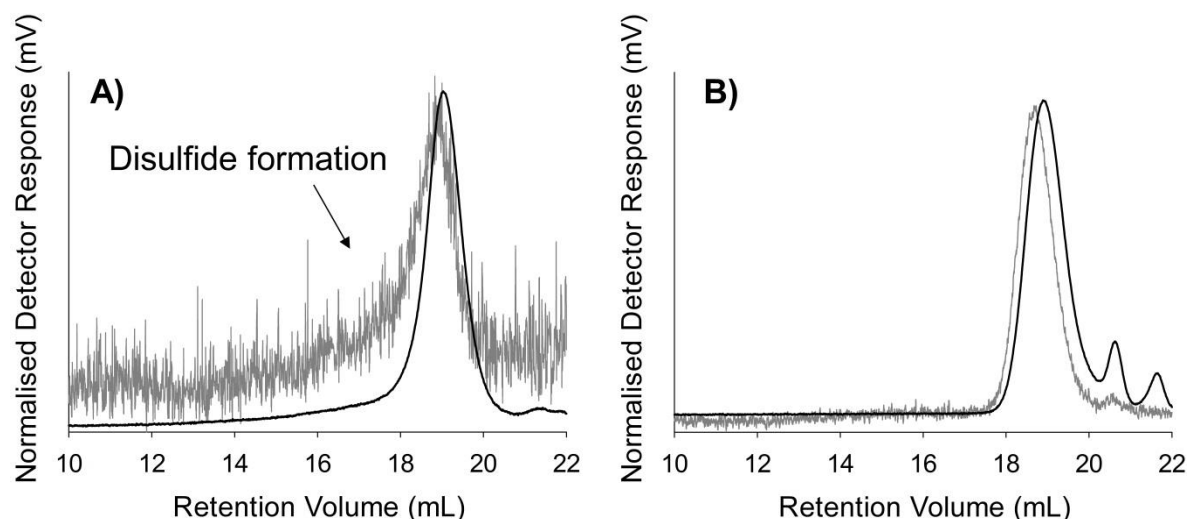 Normalised Detector Response (mV)
A)
Disulfide formation
10 12 14 16 18 20 22
Retention Volume (mL)
Normalised Detector Response (mV)
B)
10 12 14 16 18 20 22
Retention Volume (mL)